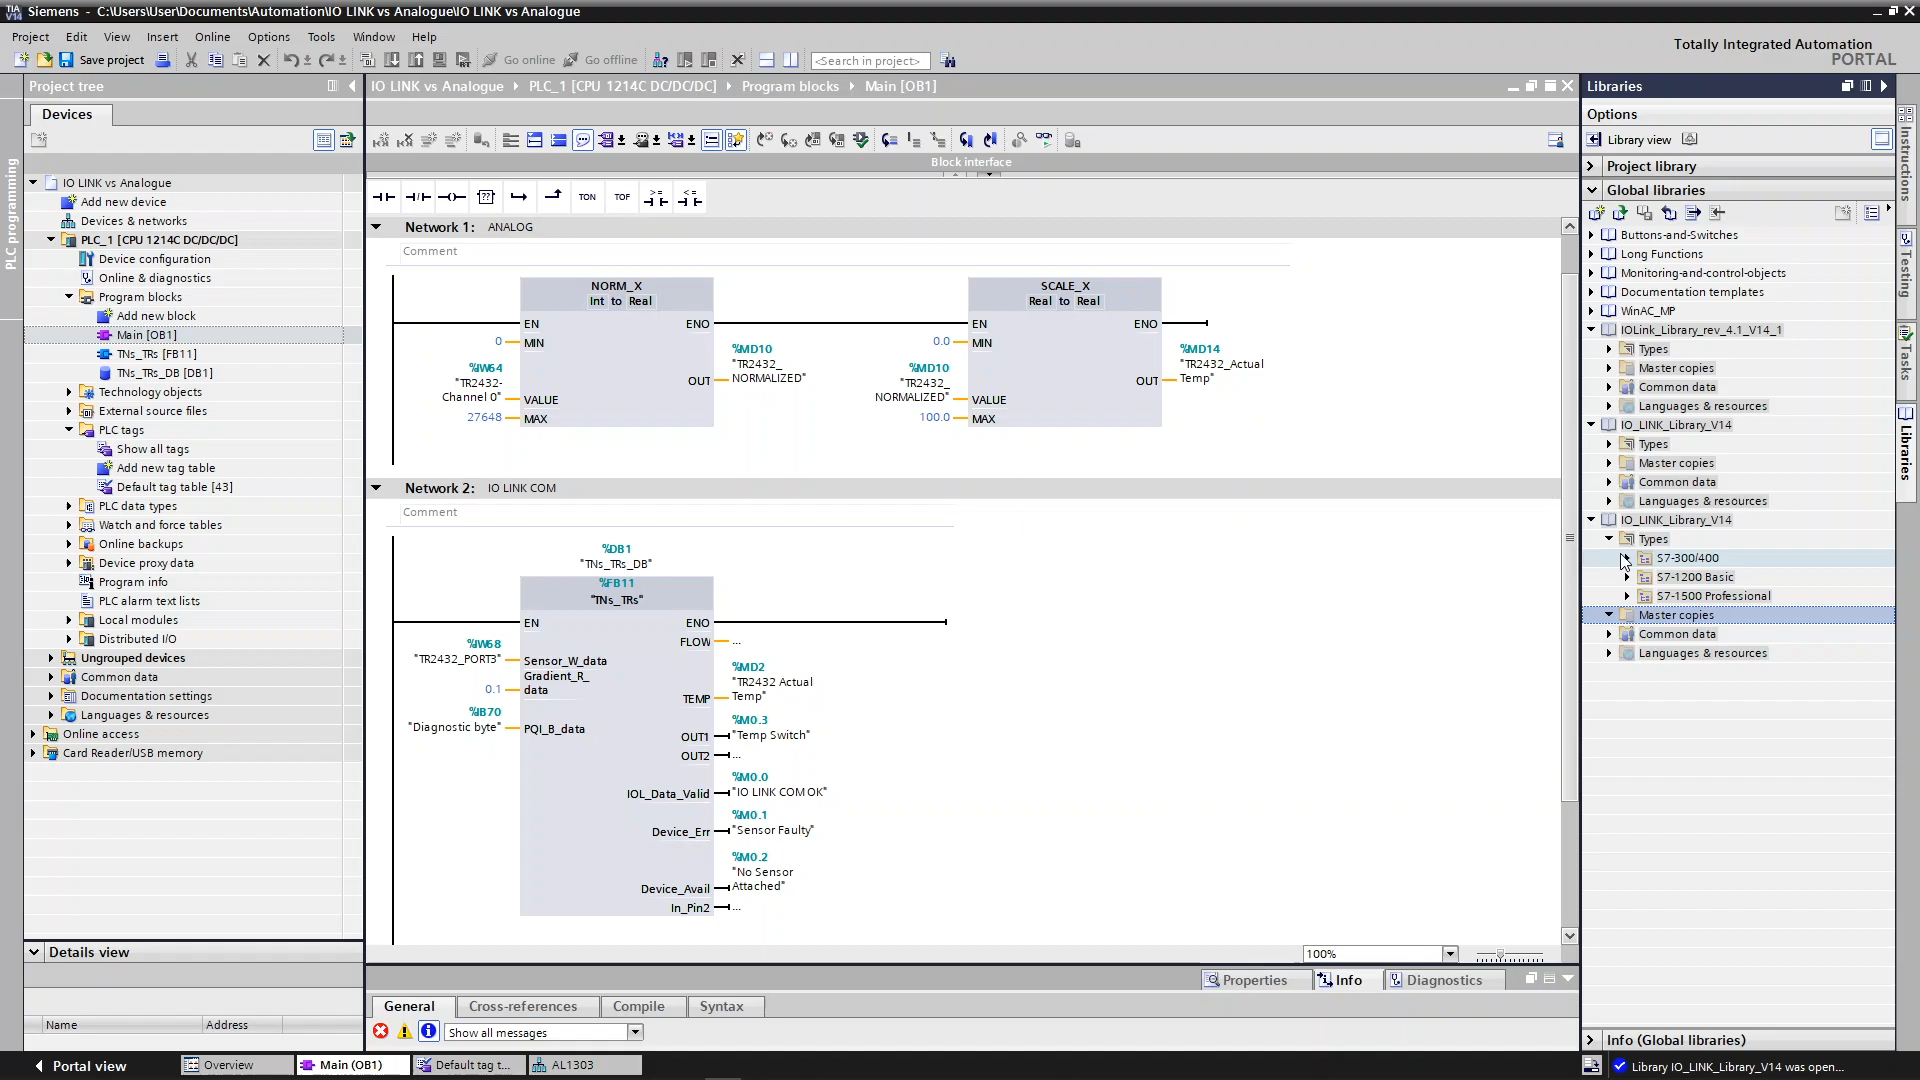 TIA
V14
Siemens - C:\Users\User\Documents\Automation\IO LINK vs Analogue\IO LINK vs Analogue
Project Edit View Insert Online Options Tools Window Help
Save project
Go online
Go offline
<Search in project>
Totally Integrated Automation
PORTAL
Project tree
Devices
PLC programming
IO LINK vs Analogue
Add new device
Devices & networks
PLC_1 [CPU 1214C DC/DC/DC]
Device configuration
Online & diagnostics
Program blocks
Add new block
Main [OB1]
TNs_TRs [FB11]
TNs_TRs_DB [DB1]
Technology objects
External source files
PLC tags
Show all tags
Add new tag table
Default tag table [43]
PLC data types
Watch and force tables
Online backups
Device proxy data
Program info
PLC alarm text lists
Local modules
Distributed I/O
Ungrouped devices
Common data
Documentation settings
Languages & resources
Online access
Card Reader/USB memory
Details view
Name Address
IO LINK vs Analogue PLC_1 [CPU 1214C DC/DC/DC] Program blocks Main [OB1]
Block interface
TON TOF >= <=
Network 1: ANALOG
Comment
NORM_X
Int to Real
EN ENO
0 MIN
%IW64
"TR2432-
Channel 0" VALUE
27648 MAX
OUT
%MD10
"TR2432_
NORMALIZED"
SCALE_X
Real to Real
EN ENO
0.0 MIN
%MD10
"TR2432_
NORMALIZED" VALUE
100.0 MAX
OUT
%MD14
"TR2432_Actual
Temp"
Network 2: IO LINK COM
Comment
%DB1
"TNs_TRs_DB"
%FB11
"TNs_TRs"
EN ENO
FLOW ...
%IW68
"TR2432_PORT3" Sensor_W_data
Gradient_R_
0.1 data
%IB70
"Diagnostic byte" PQI_B_data
%MD2
"TR2432 Actual
TEMP Temp"
%M0.3
OUT1 "Temp Switch"
OUT2 ...
%M0.0
IOL_Data_Valid "IO LINK COM OK"
%M0.1
Device_Err "Sensor Faulty"
%M0.2
"No Sensor
Device_Avail Attached"
In_Pin2 ...
100%
Properties Info Diagnostics
General Cross-references Compile Syntax
Show all messages
Libraries
Options
Library view
Project library
Global libraries
Buttons-and-Switches
Long Functions
Monitoring-and-control-objects
Documentation templates
WinAC_MP
IOLink_Library_rev_4.1_V14_1
Types
Master copies
Common data
Languages & resources
IO_LINK_Library_V14
Types
Master copies
Common data
Languages & resources
IO_LINK_Library_V14
Types
S7-300/400
S7-1200 Basic
S7-1500 Professional
Master copies
Common data
Languages & resources
Info (Global libraries)
Instructions
Testing
Tasks
Libraries
Portal view Overview Main (OB1) Default tag t... AL1303
Library IO_LINK_Library_V14 was open...